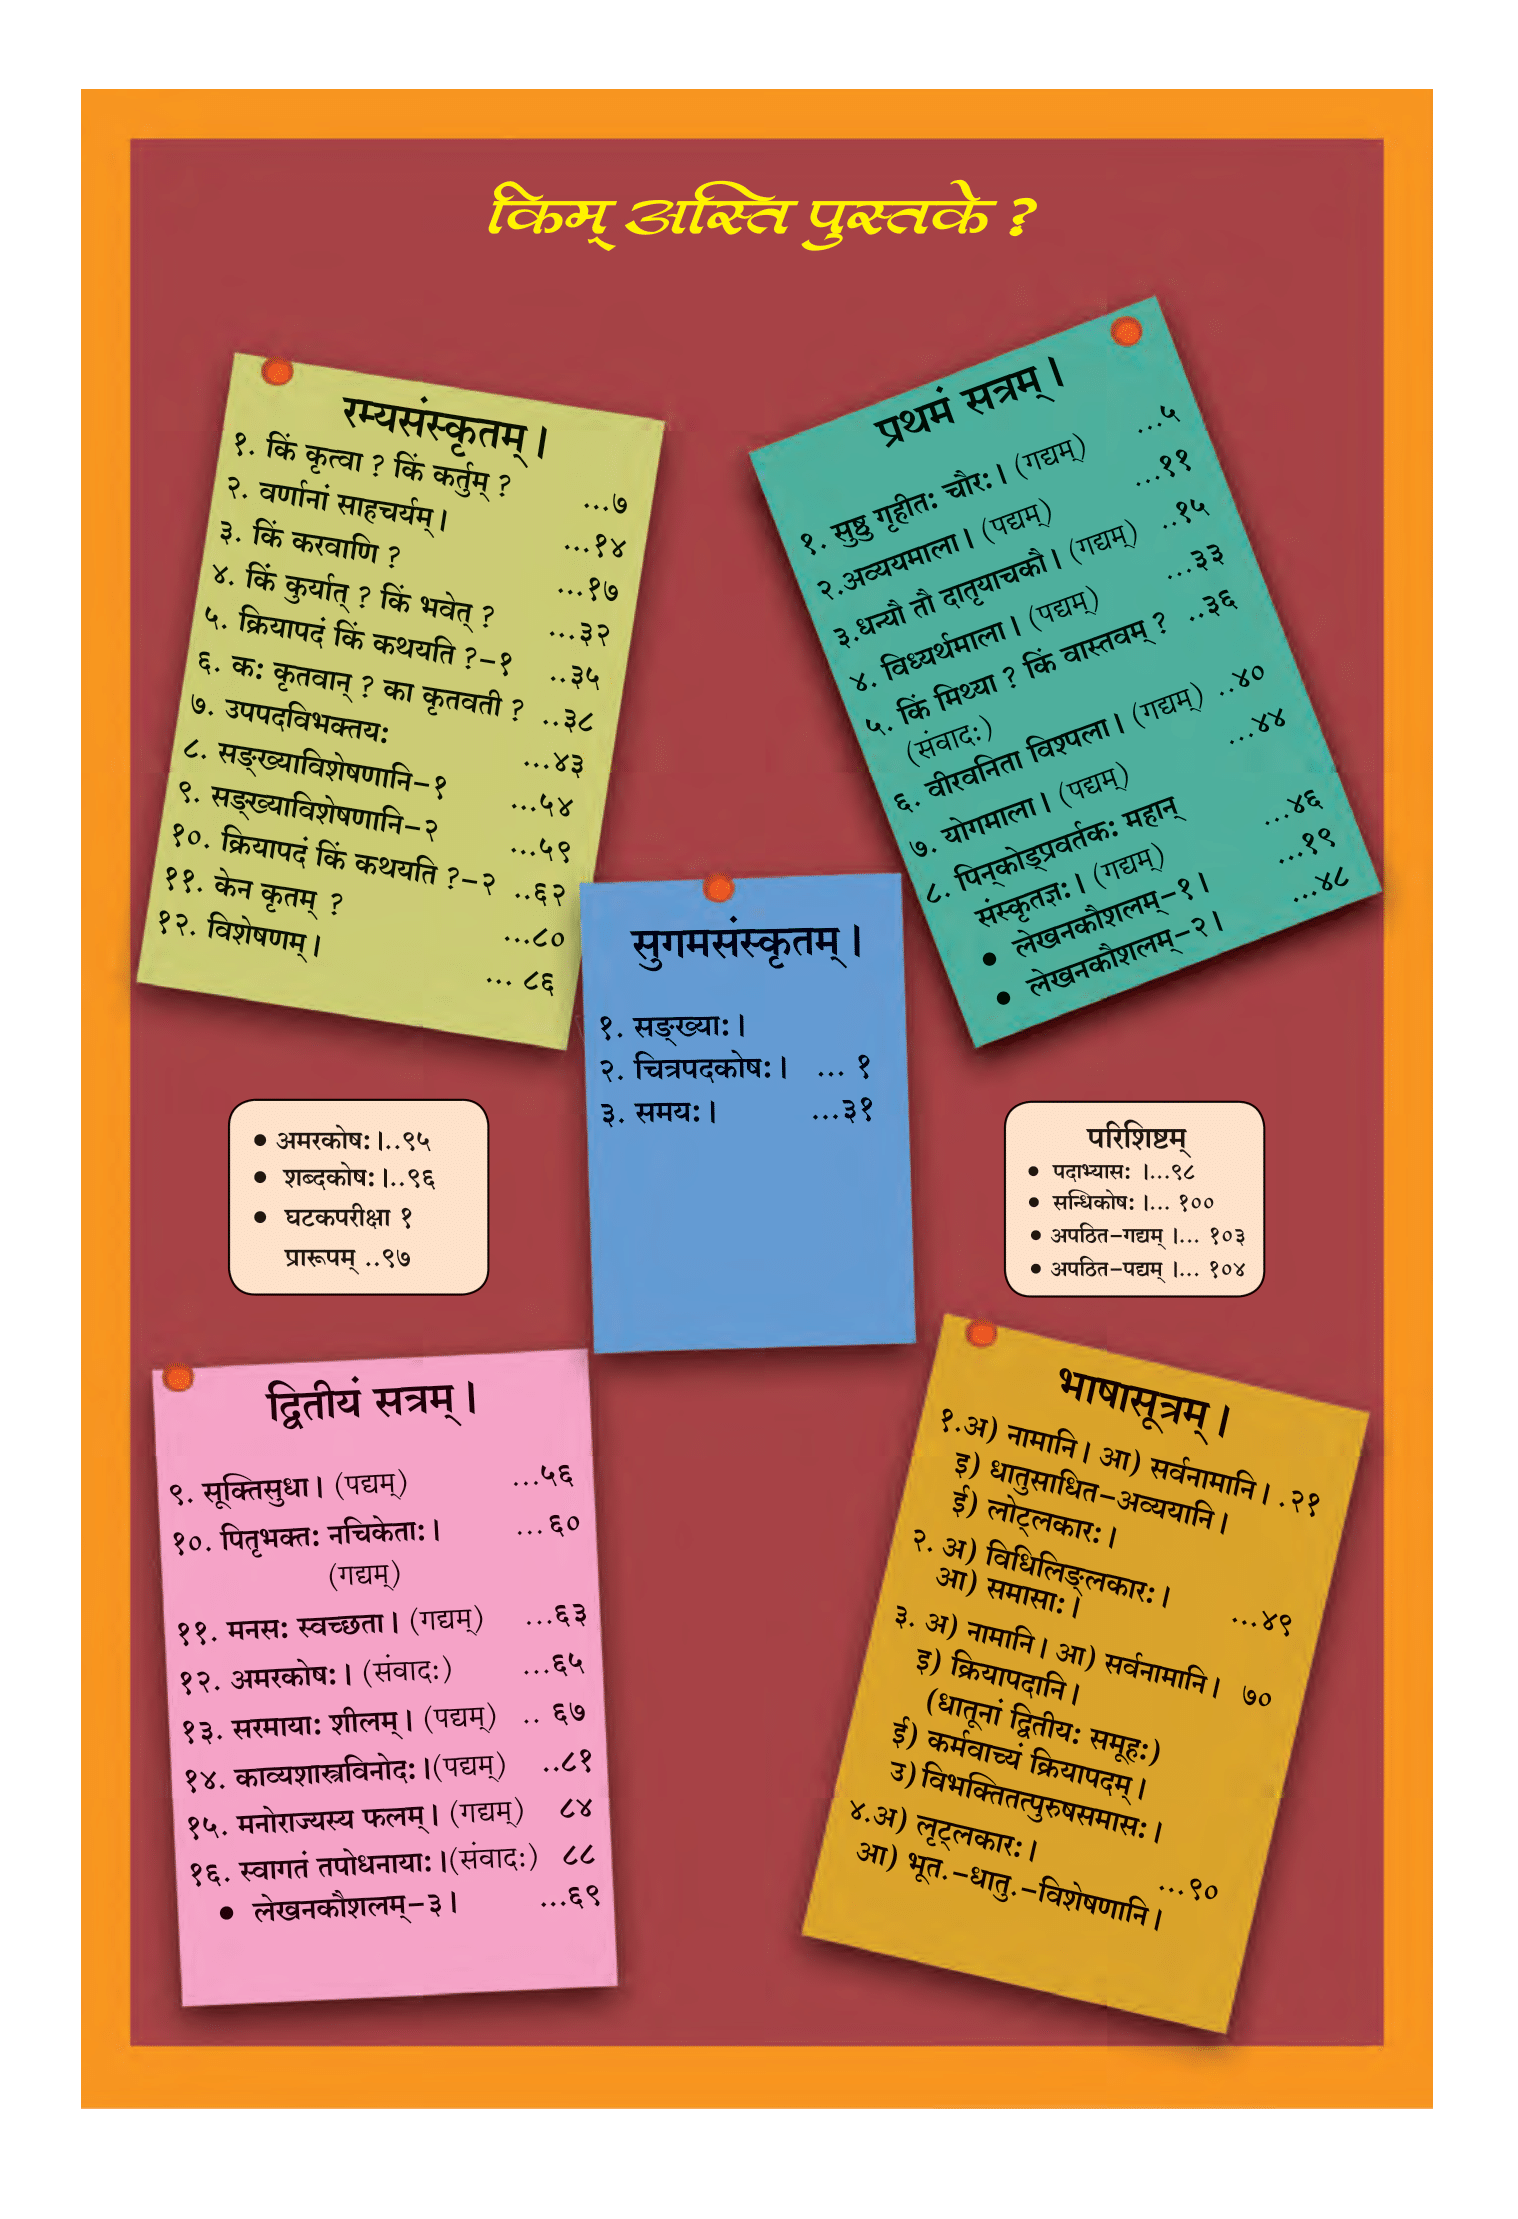 किम् अस्ति पुस्तके ?
रम्यसंस्कृतम्।
१. किं कृत्वा ? किं कर्तुम् ? ...७
२. वर्णानां साहचर्यम्। ...१४
३. किं करवाणि ? ...१७
४. किं कुर्यात् ? किं भवेत् ? ...३२
५. क्रियापदं किं कथयति ?-१ ..३५
६. कः कृतवान् ? का कृतवती ? ..३८
७. उपपदविभक्तयः ...४३
८. सङ्ख्याविशेषणानि-१ ...५४
९. सङ्ख्याविशेषणानि-२ ...५९
१०. क्रियापदं किं कथयति ?-२ ..६२
११. केन कृतम् ? ...८०
१२. विशेषणम्। ... ८६
प्रथमं सत्रम्।
१. सुष्ठु गृहीतः चौरः। (गद्यम्) ...५
२.अव्ययमाला। (पद्यम्) ...११
३.धन्यौ तौ दातृयाचकौ। (गद्यम्) ..१५
४. विध्यर्थमाला। (पद्यम्) ...३३
५. किं मिथ्या ? किं वास्तवम् ? ..३६
(संवादः)
६. वीरवनिता विश्पला। (गद्यम्) ..४०
७. योगमाला। (पद्यम्) ...४४
८. पिन्कोड्प्रवर्तकः महान्
संस्कृतज्ञः। (गद्यम्) ...४६
• लेखनकौशलम्-१। ...१९
• लेखनकौशलम्-२। ...४८
सुगमसंस्कृतम्।
१. सङ्ख्याः।
२. चित्रपदकोषः। ... १
३. समयः। ...३१
• अमरकोषः।..९५
• शब्दकोषः।..९६
• घटकपरीक्षा १
प्रारूपम् ..९७
परिशिष्टम्
• पदाभ्यासः ।...९८
• सन्धिकोषः।... १००
• अपठित-गद्यम् ।... १०३
• अपठित-पद्यम् ।... १०४
द्वितीयं सत्रम्।
९. सूक्तिसुधा। (पद्यम्) ...५६
१०. पितृभक्तः नचिकेताः। ...६०
(गद्यम्)
११. मनसः स्वच्छता। (गद्यम्) ...६३
१२. अमरकोषः। (संवादः) ...६५
१३. सरमायाः शीलम्। (पद्यम्) .. ६७
१४. काव्यशास्त्रविनोदः।(पद्यम्) ..८१
१५. मनोराज्यस्य फलम्। (गद्यम्) ८४
१६. स्वागतं तपोधनायाः।(संवादः) ८८
• लेखनकौशलम्-३। ...६९
भाषासूत्रम्।
१.अ) नामानि। आ) सर्वनामानि। .२१
इ) धातुसाधित-अव्ययानि।
ई) लोट्लकारः।
२. अ) विधिलिङ्लकारः।
आ) समासाः। ...४९
३. अ) नामानि। आ) सर्वनामानि। ७०
इ) क्रियापदानि।
(धातूनां द्वितीयः समूहः)
ई) कर्मवाच्यं क्रियापदम्।
उ) विभक्तितत्पुरुषसमासः।
४.अ) लृट्लकारः।
आ) भूत.-धातु.-विशेषणानि। ...९०